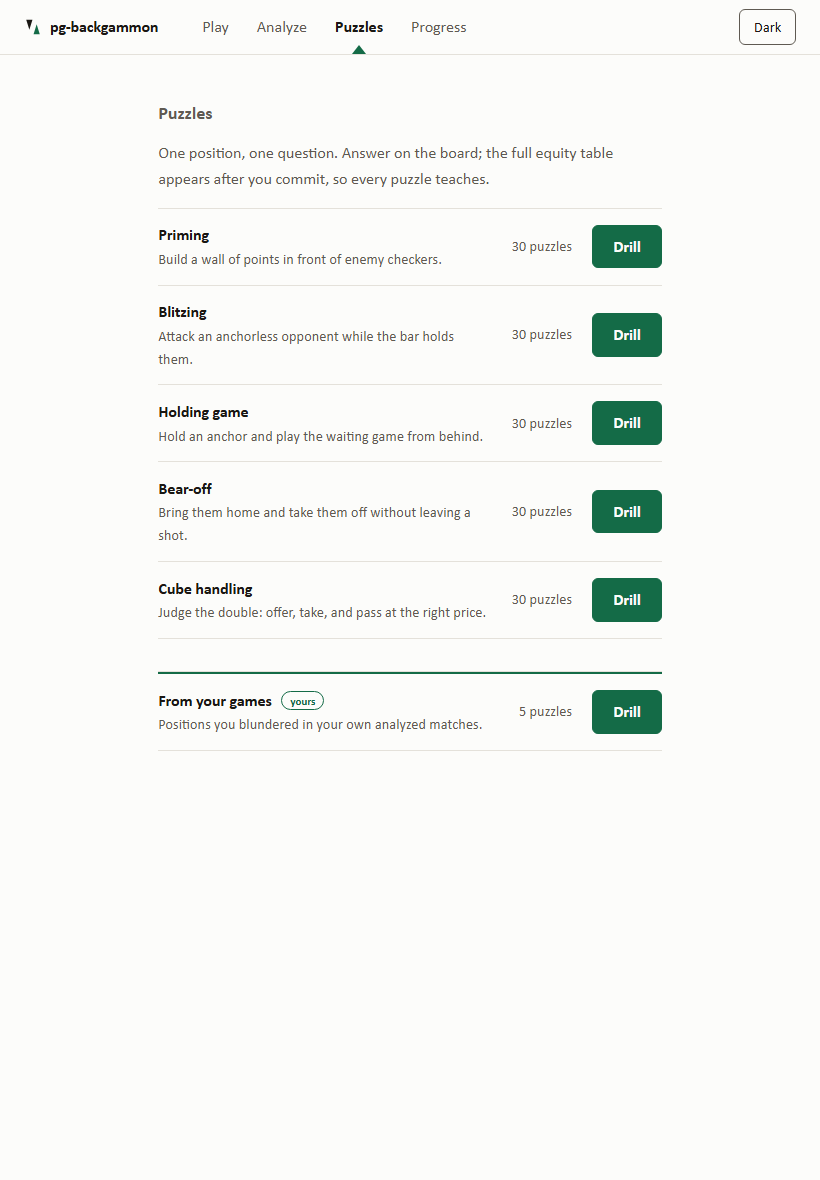 pg-backgammon
Play
Analyze
Puzzles
Progress
Dark
Puzzles
One position, one question. Answer on the board; the full equity table
appears after you commit, so every puzzle teaches.
Priming
Build a wall of points in front of enemy checkers.
30 puzzles
Drill
Blitzing
Attack an anchorless opponent while the bar holds
them.
30 puzzles
Drill
Holding game
Hold an anchor and play the waiting game from behind.
30 puzzles
Drill
Bear-off
Bring them home and take them off without leaving a
shot.
30 puzzles
Drill
Cube handling
Judge the double: offer, take, and pass at the right price.
30 puzzles
Drill
From your games yours
Positions you blundered in your own analyzed matches.
5 puzzles
Drill